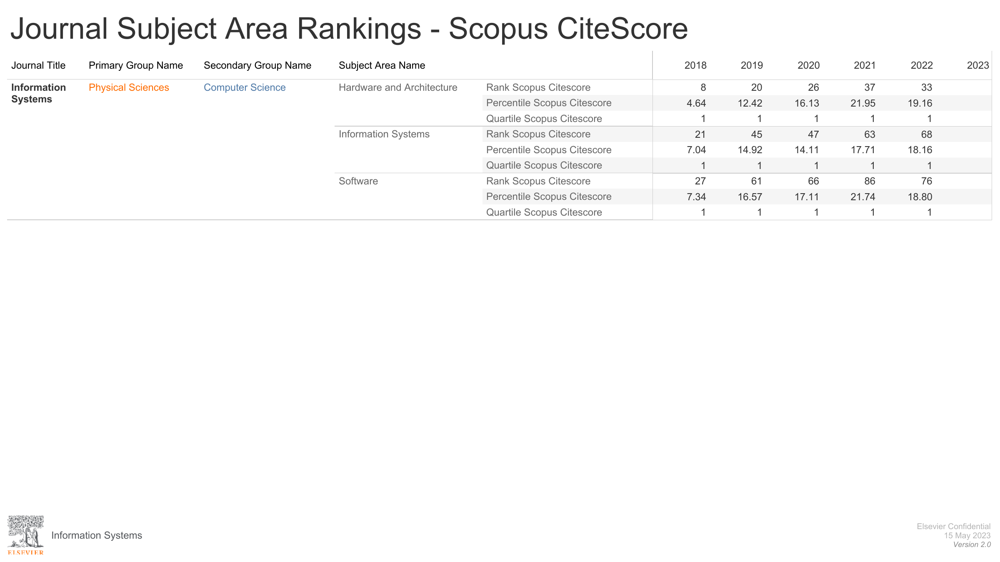 Journal Subject Area Rankings - Scopus CiteScore
Journal Title Primary Group Name Secondary Group Name Subject Area Name 2018 2019 2020 2021 2022 2023
Information Systems Physical Sciences Computer Science Hardware and Architecture Rank Scopus Citescore 8 20 26 37 33
Percentile Scopus Citescore 4.64 12.42 16.13 21.95 19.16
Quartile Scopus Citescore 1 1 1 1 1
Information Systems Rank Scopus Citescore 21 45 47 63 68
Percentile Scopus Citescore 7.04 14.92 14.11 17.71 18.16
Quartile Scopus Citescore 1 1 1 1 1
Software Rank Scopus Citescore 27 61 66 86 76
Percentile Scopus Citescore 7.34 16.57 17.11 21.74 18.80
Quartile Scopus Citescore 1 1 1 1 1
ELSEVIER
Information Systems
Elsevier Confidential
15 May 2023
Version 2.0